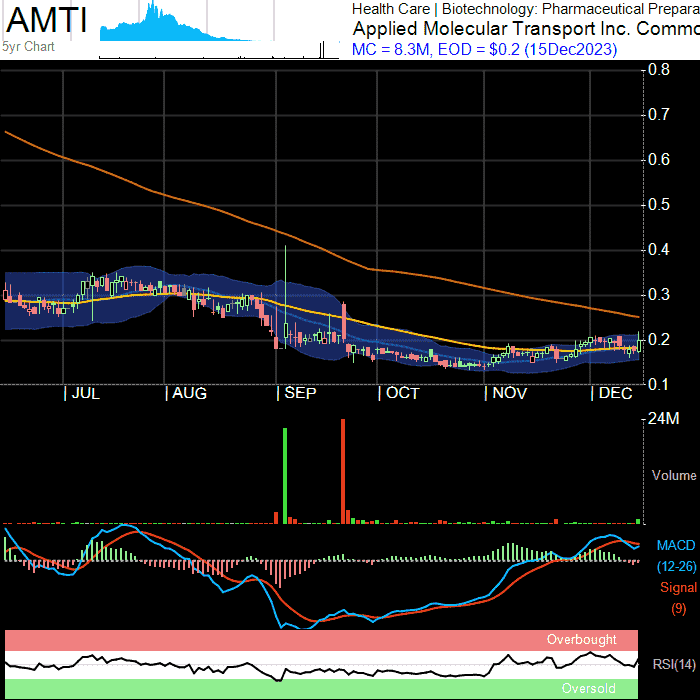 AMTI
5yr Chart
Health Care | Biotechnology: Pharmaceutical Prepara
Applied Molecular Transport Inc. Commo
MC = 8.3M, EOD = $0.2 (15Dec2023)
0.8
0.7
0.6
0.5
0.4
0.3
0.2
0.1
JUL
AUG
SEP
OCT
NOV
DEC
24M
Volume
MACD
(12-26)
Signal
(9)
Overbought
RSI(14)
Oversold